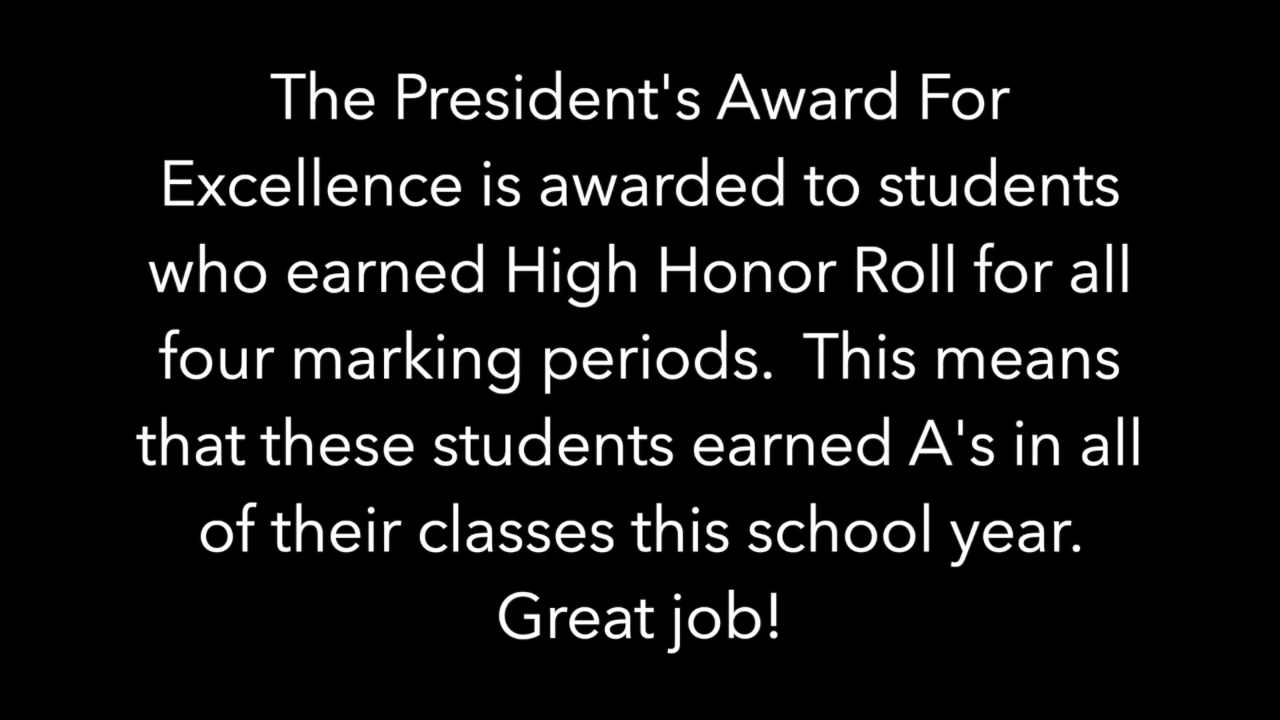 The President's Award For
Excellence is awarded to students
who earned High Honor Roll for all
four marking periods.  This means
that these students earned A's in all
of their classes this school year.
Great job!